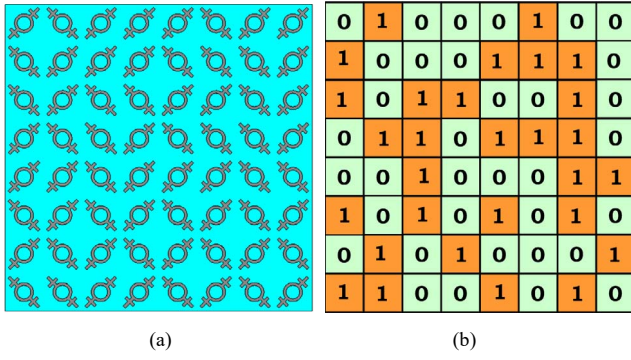 0 1 0 0 0 1 0 0
1 0 0 0 1 1 1 0
1 0 1 1 0 0 1 0
0 1 1 0 1 1 1 0
0 0 1 0 0 0 1 1
1 0 1 0 1 0 1 0
0 1 0 1 0 0 0 1
1 1 0 0 1 0 1 0
(a) (b)